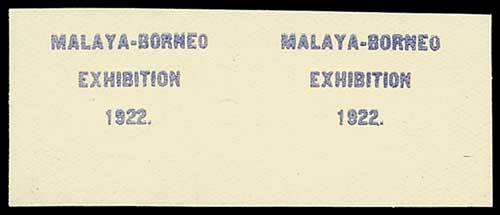 MALAYA-BORNEO
EXHIBITION
1922.
MALAYA-BORNEO
EXHIBITION
1922.